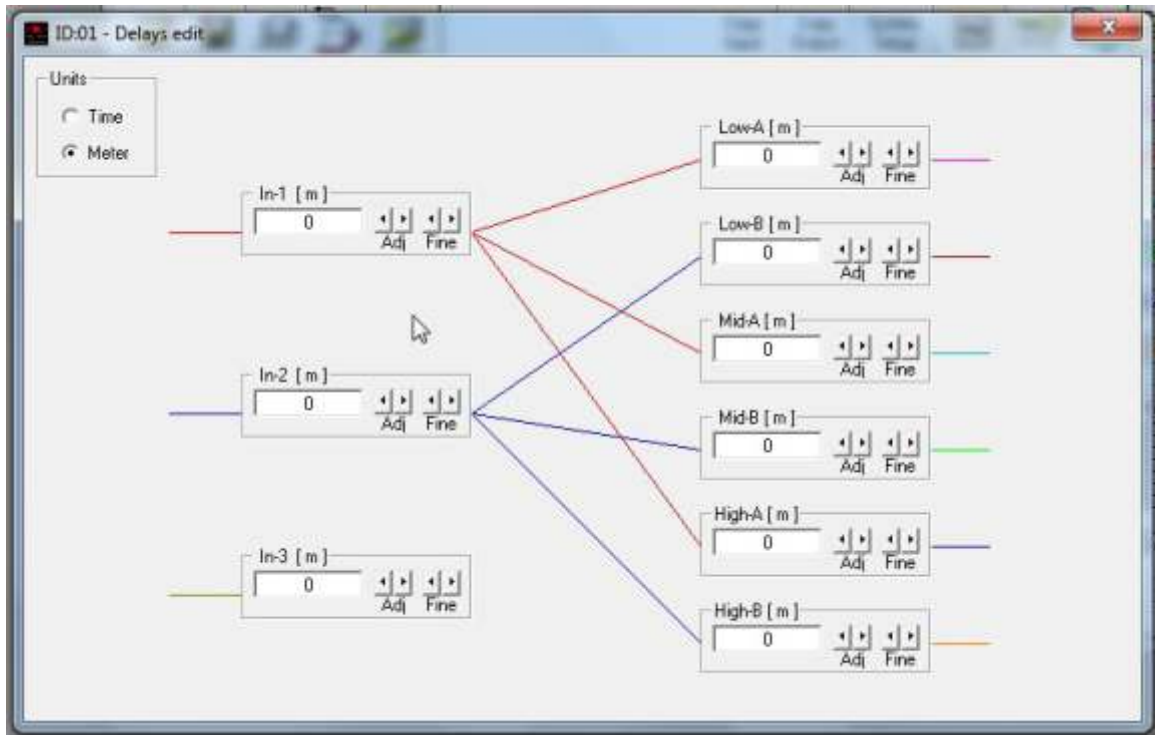 ID:01 - Delays edit
Units
Time
Meter
In-1 [ m ]
0
Adj Fine
In-2 [ m ]
0
Adj Fine
In-3 [ m ]
0
Adj Fine
Low-A [ m ]
0
Adj Fine
Low-B [ m ]
0
Adj Fine
Mid-A [ m ]
0
Adj Fine
Mid-B [ m ]
0
Adj Fine
High-A [ m ]
0
Adj Fine
High-B [ m ]
0
Adj Fine